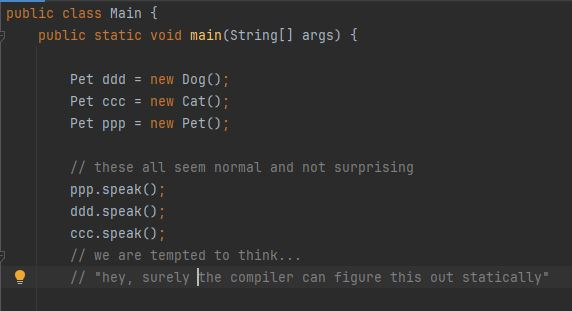 public class Main {
public static void main(String[] args) {
Pet ddd = new Dog();
Pet ccc = new Cat();
Pet ppp = new Pet();
// these all seem normal and not surprising
ppp.speak();
ddd.speak();
ccc.speak();
// we are tempted to think...
// "hey, surely the compiler can figure this out statically"